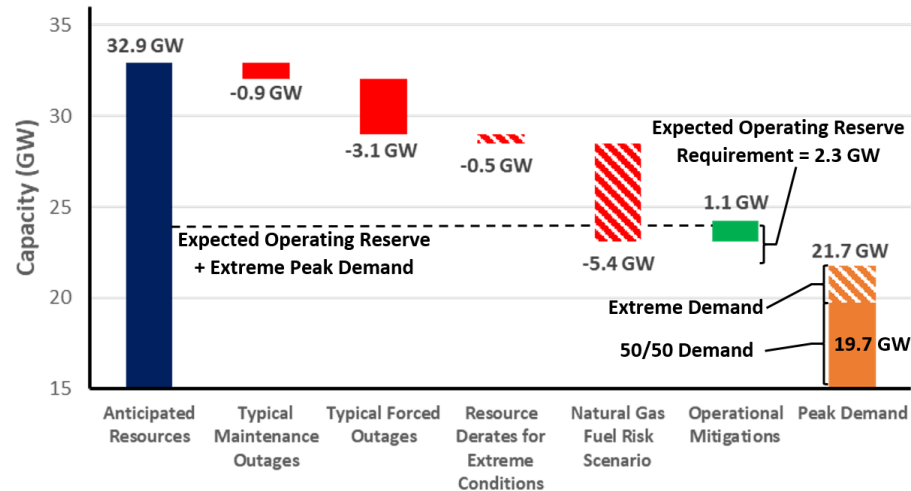 35
32.9 GW
-0.9 GW
30
-3.1 GW
-0.5 GW
Expected Operating Reserve
Requirement = 2.3 GW
Capacity (GW)
25
1.1 GW
Expected Operating Reserve
+ Extreme Peak Demand
-5.4 GW
21.7 GW
20
Extreme Demand
50/50 Demand
19.7 GW
15
Anticipated
Resources
Typical
Maintenance
Outages
Typical Forced
Outages
Resource
Derates for
Extreme
Conditions
Natural Gas
Fuel Risk
Scenario
Operational
Mitigations
Peak Demand